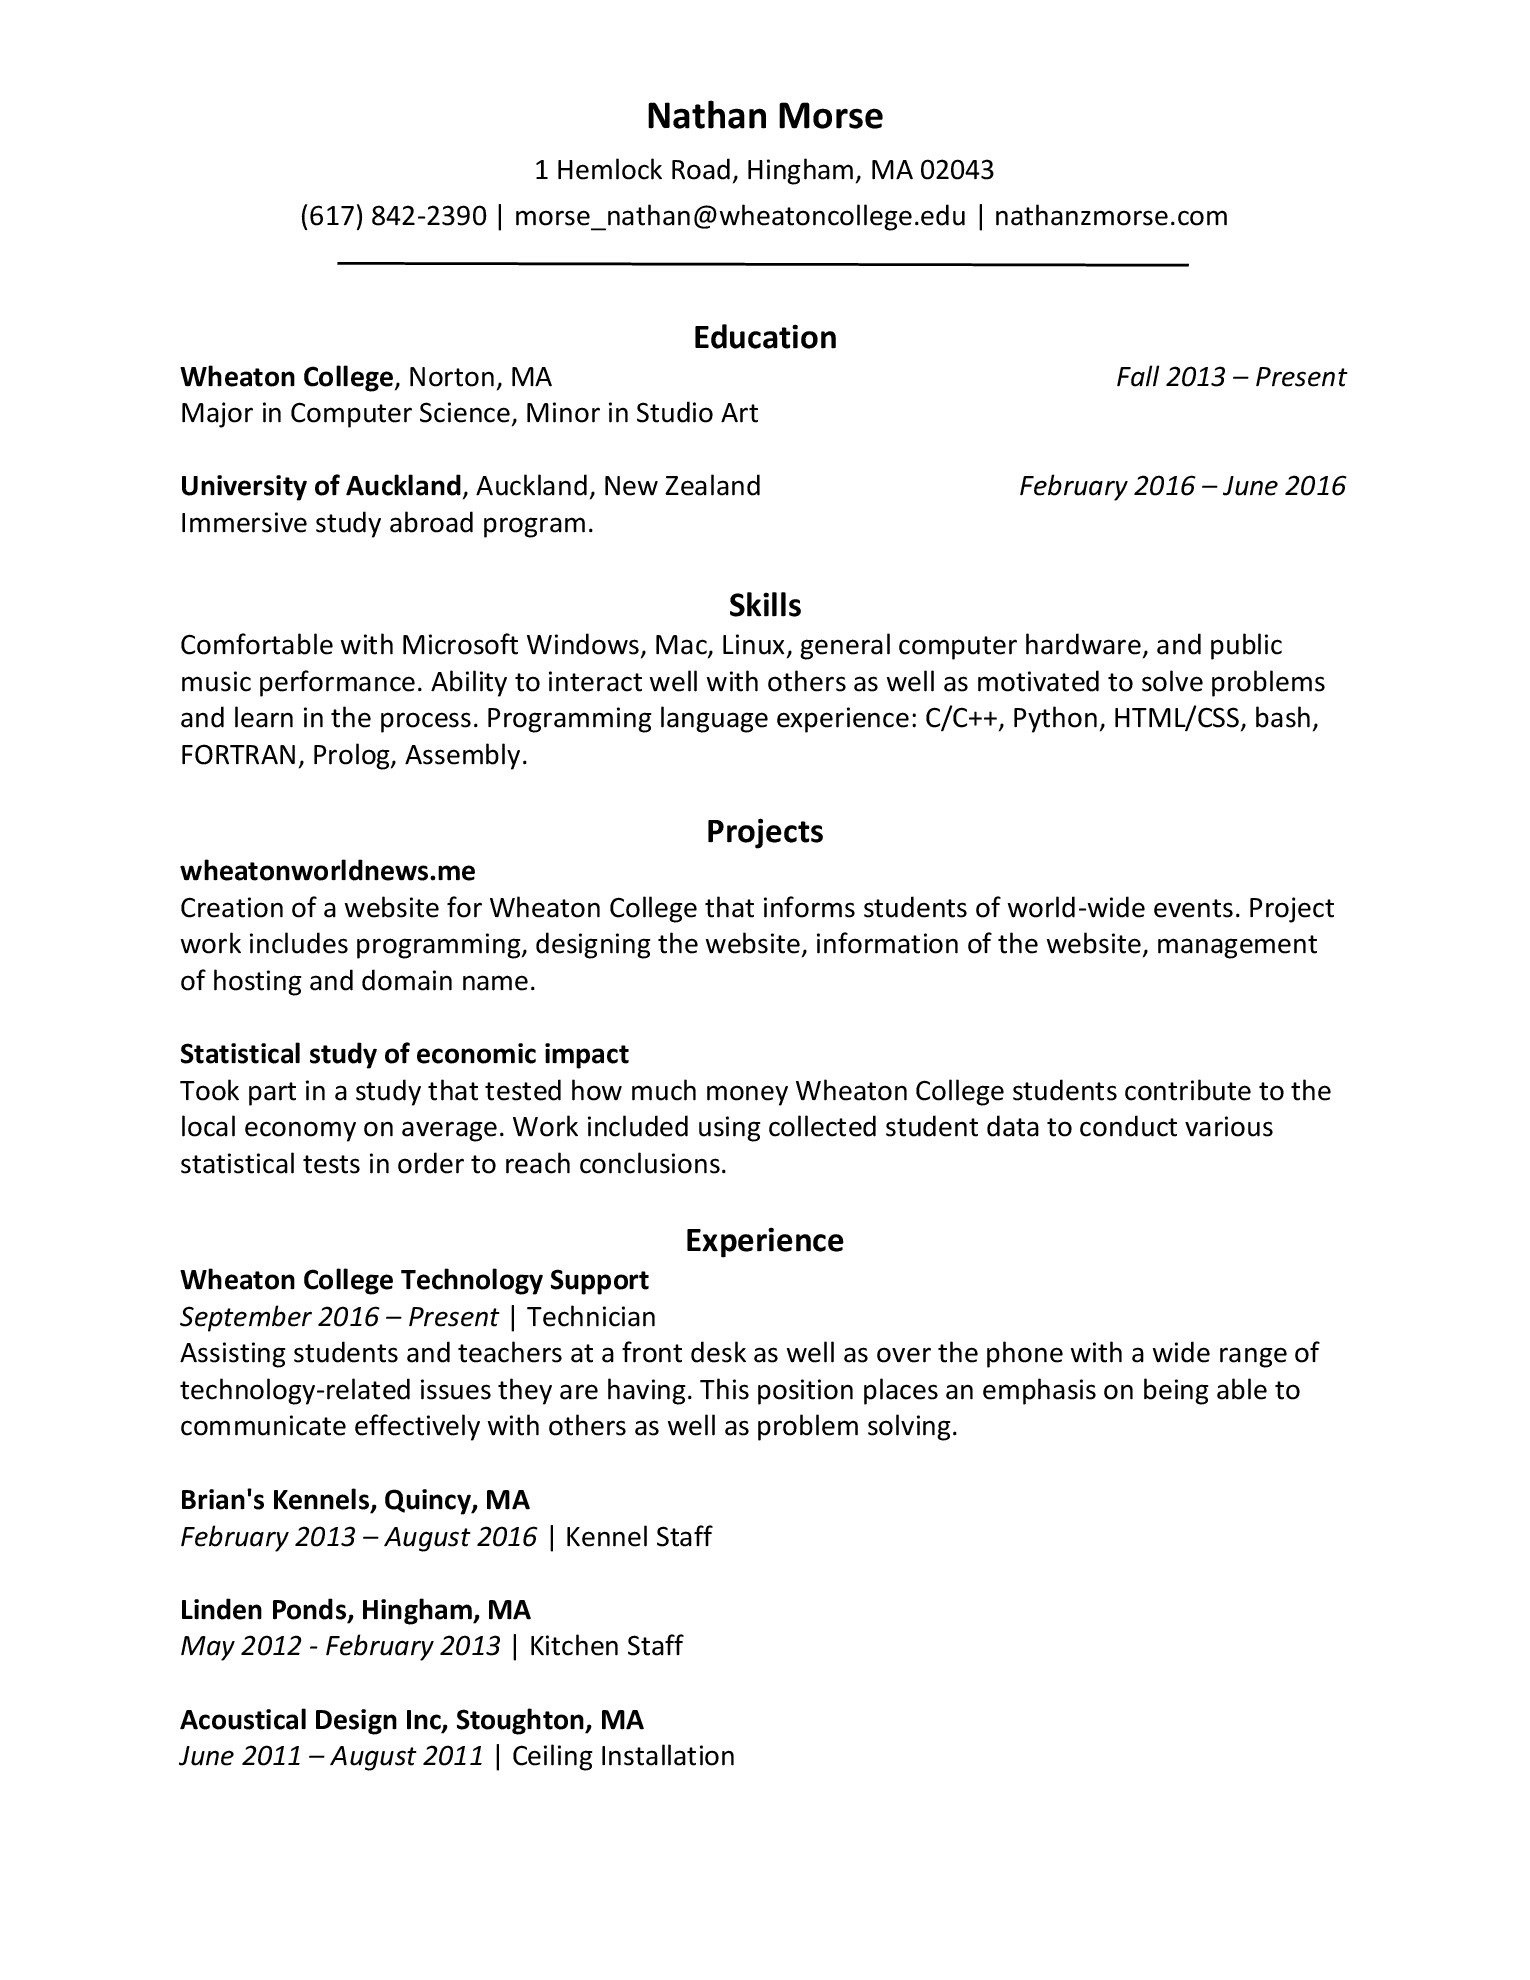 Nathan Morse
1 Hemlock Road, Hingham, MA 02043
(617) 842-2390 | morse_nathan@wheatoncollege.edu | nathanzmorse.com
Education
Wheaton College, Norton, MA Fall 2013 – Present
Major in Computer Science, Minor in Studio Art
University of Auckland, Auckland, New Zealand February 2016 – June 2016
Immersive study abroad program.
Skills
Comfortable with Microsoft Windows, Mac, Linux, general computer hardware, and public
music performance. Ability to interact well with others as well as motivated to solve problems
and learn in the process. Programming language experience: C/C++, Python, HTML/CSS, bash,
FORTRAN, Prolog, Assembly.
Projects
wheatonworldnews.me
Creation of a website for Wheaton College that informs students of world-wide events. Project
work includes programming, designing the website, information of the website, management
of hosting and domain name.
Statistical study of economic impact
Took part in a study that tested how much money Wheaton College students contribute to the
local economy on average. Work included using collected student data to conduct various
statistical tests in order to reach conclusions.
Experience
Wheaton College Technology Support
September 2016 – Present | Technician
Assisting students and teachers at a front desk as well as over the phone with a wide range of
technology-related issues they are having. This position places an emphasis on being able to
communicate effectively with others as well as problem solving.
Brian's Kennels, Quincy, MA
February 2013 – August 2016 | Kennel Staff
Linden Ponds, Hingham, MA
May 2012 - February 2013 | Kitchen Staff
Acoustical Design Inc, Stoughton, MA
June 2011 – August 2011 | Ceiling Installation